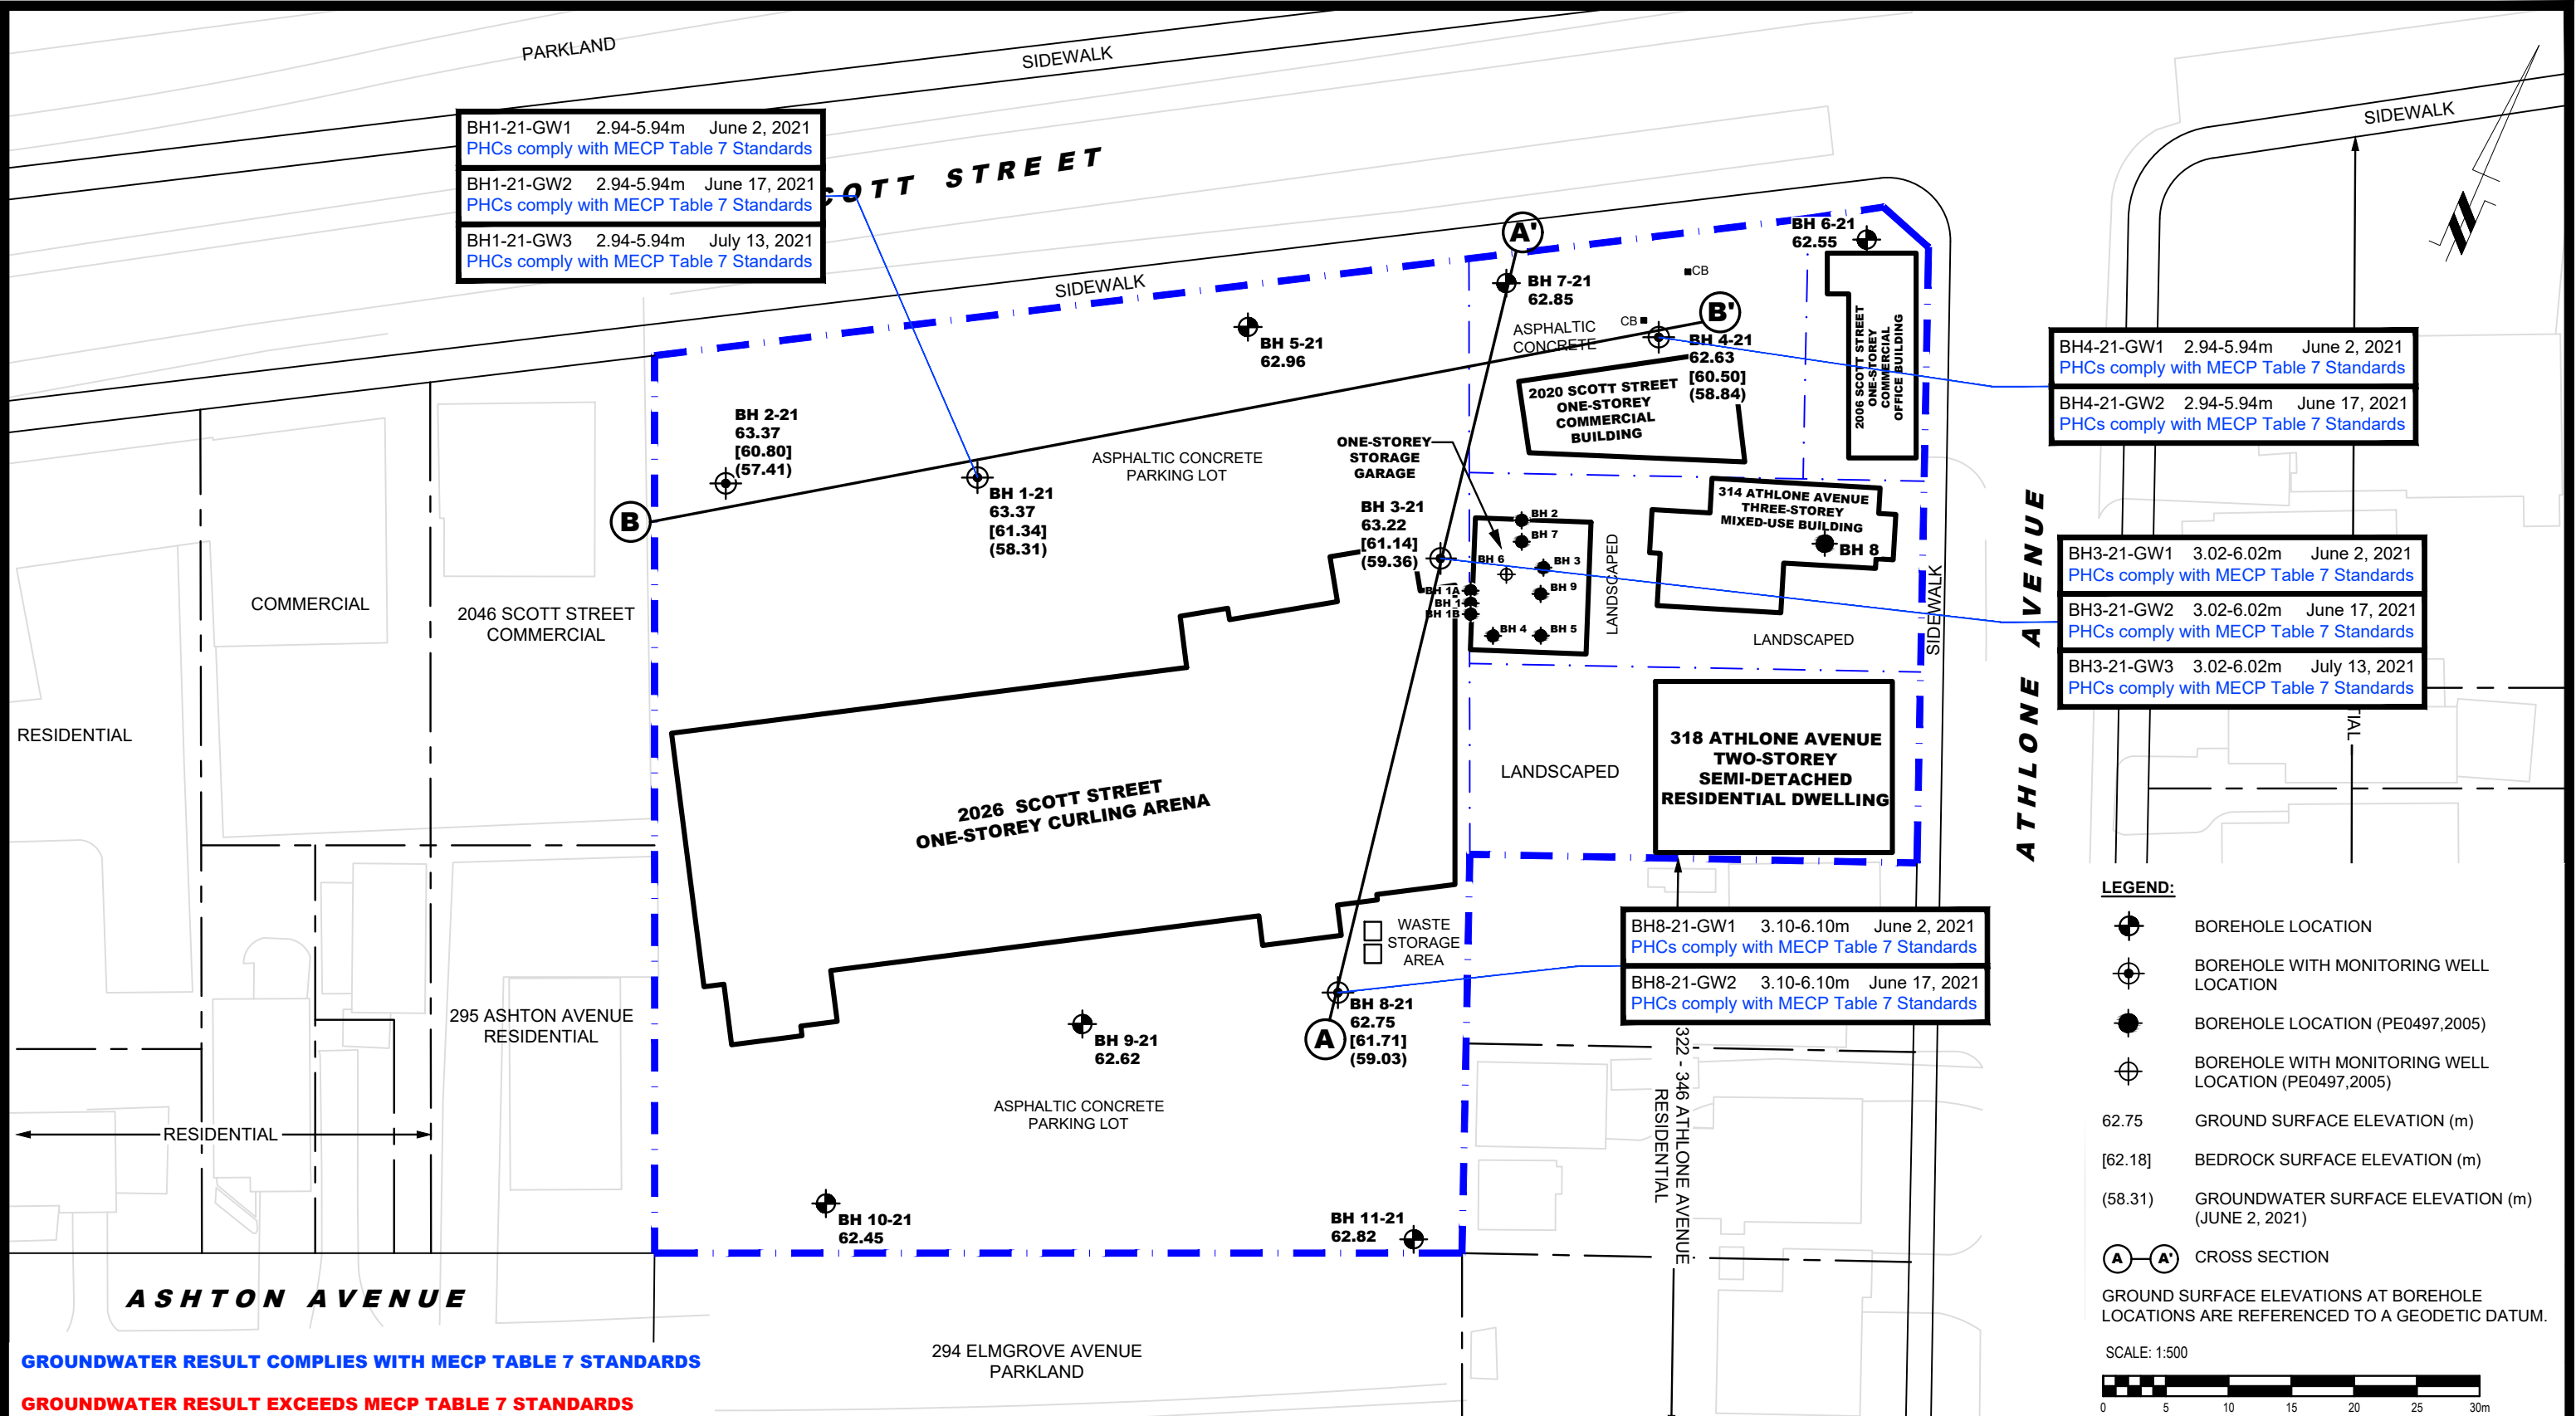 PARKLAND
SIDEWALK
SIDEWALK
BH1-21-GW1 2.94-5.94m June 2, 2021
PHCs comply with MECP Table 7 Standards
BH1-21-GW2 2.94-5.94m June 17, 2021
PHCs comply with MECP Table 7 Standards
BH1-21-GW3 2.94-5.94m July 13, 2021
PHCs comply with MECP Table 7 Standards
COTT STREET
SIDEWALK
A'
BH 6-21
62.55
BH 7-21
62.85
CB
B'
CB
ASPHALTIC
CONCRETE
BH 5-21
62.96
BH 4-21
62.63
[60.50]
(58.84)
2006 SCOTT STREET
ONE-STOREY
COMMERCIAL
OFFICE BUILDING
2020 SCOTT STREET
ONE-STOREY
COMMERCIAL
BUILDING
BH4-21-GW1 2.94-5.94m June 2, 2021
PHCs comply with MECP Table 7 Standards
BH4-21-GW2 2.94-5.94m June 17, 2021
PHCs comply with MECP Table 7 Standards
BH 2-21
63.37
[60.80]
(57.41)
B
BH 1-21
63.37
[61.34]
(58.31)
ASPHALTIC CONCRETE
PARKING LOT
ONE-STOREY
STORAGE
GARAGE
BH 3-21
63.22
[61.14]
(59.36)
BH 2
BH 7
BH 6
BH 3
BH 9
BH 1A
BH 1
BH 1B
BH 4
BH 5
LANDSCAPED
314 ATHLONE AVENUE
THREE-STOREY
MIXED-USE BUILDING
BH 8
LANDSCAPED
SIDEWALK
ATHLONE AVENUE
BH3-21-GW1 3.02-6.02m June 2, 2021
PHCs comply with MECP Table 7 Standards
BH3-21-GW2 3.02-6.02m June 17, 2021
PHCs comply with MECP Table 7 Standards
BH3-21-GW3 3.02-6.02m July 13, 2021
PHCs comply with MECP Table 7 Standards
TIAL
COMMERCIAL
2046 SCOTT STREET
COMMERCIAL
RESIDENTIAL
2026 SCOTT STREET
ONE-STOREY CURLING ARENA
LANDSCAPED
318 ATHLONE AVENUE
TWO-STOREY
SEMI-DETACHED
RESIDENTIAL DWELLING
WASTE
STORAGE
AREA
BH8-21-GW1 3.10-6.10m June 2, 2021
PHCs comply with MECP Table 7 Standards
BH8-21-GW2 3.10-6.10m June 17, 2021
PHCs comply with MECP Table 7 Standards
295 ASHTON AVENUE
RESIDENTIAL
BH 9-21
62.62
A
BH 8-21
62.75
[61.71]
(59.03)
322 - 346 ATHLONE AVENUE
RESIDENTIAL
ASPHALTIC CONCRETE
PARKING LOT
RESIDENTIAL
BH 10-21
62.45
BH 11-21
62.82
ASHTON AVENUE
294 ELMGROVE AVENUE
PARKLAND
GROUNDWATER RESULT COMPLIES WITH MECP TABLE 7 STANDARDS
GROUNDWATER RESULT EXCEEDS MECP TABLE 7 STANDARDS
LEGEND:
BOREHOLE LOCATION
BOREHOLE WITH MONITORING WELL
LOCATION
BOREHOLE LOCATION (PE0497,2005)
BOREHOLE WITH MONITORING WELL
LOCATION (PE0497,2005)
62.75 GROUND SURFACE ELEVATION (m)
[62.18] BEDROCK SURFACE ELEVATION (m)
(58.31) GROUNDWATER SURFACE ELEVATION (m)
(JUNE 2, 2021)
A A' CROSS SECTION
GROUND SURFACE ELEVATIONS AT BOREHOLE
LOCATIONS ARE REFERENCED TO A GEODETIC DATUM.
SCALE: 1:500
0 5 10 15 20 25 30m